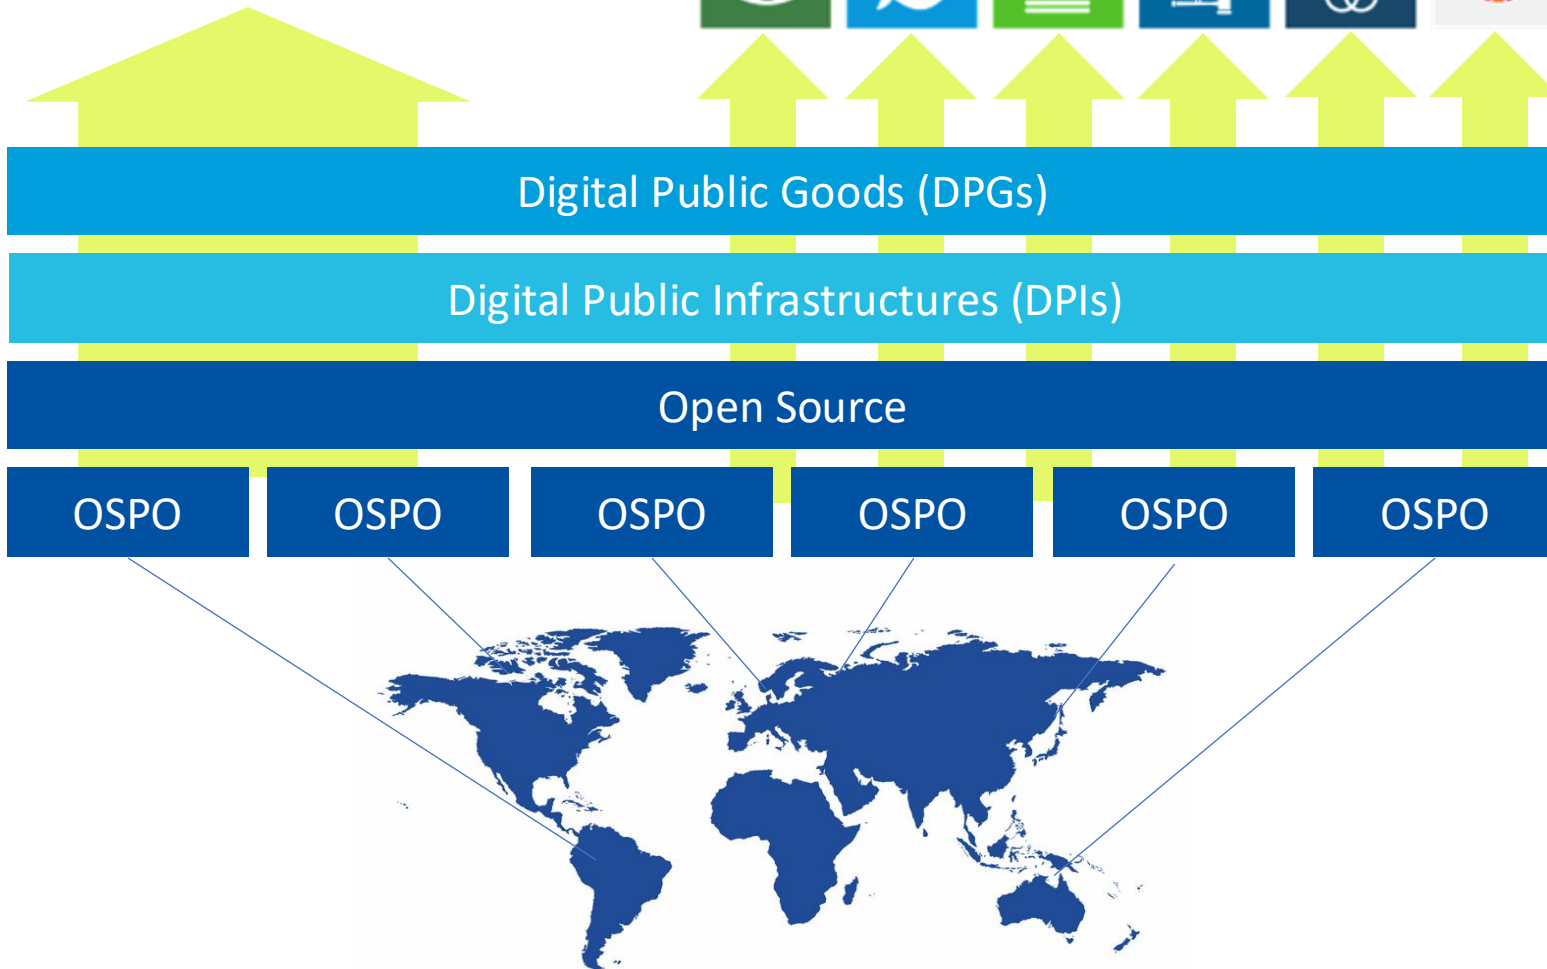 Digital Public Goods (DPGs)
Digital Public Infrastructures (DPIs)
Open Source
OSPO OSPO OSPO OSPO OSPO OSPO